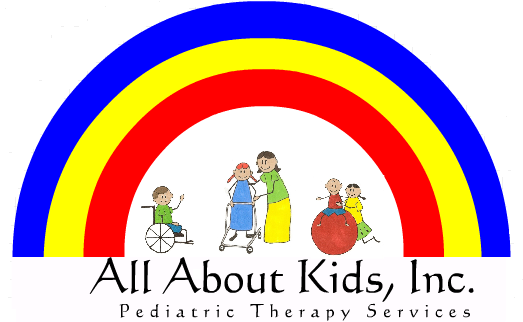 All About Kids, Inc.
Pediatric Therapy Services